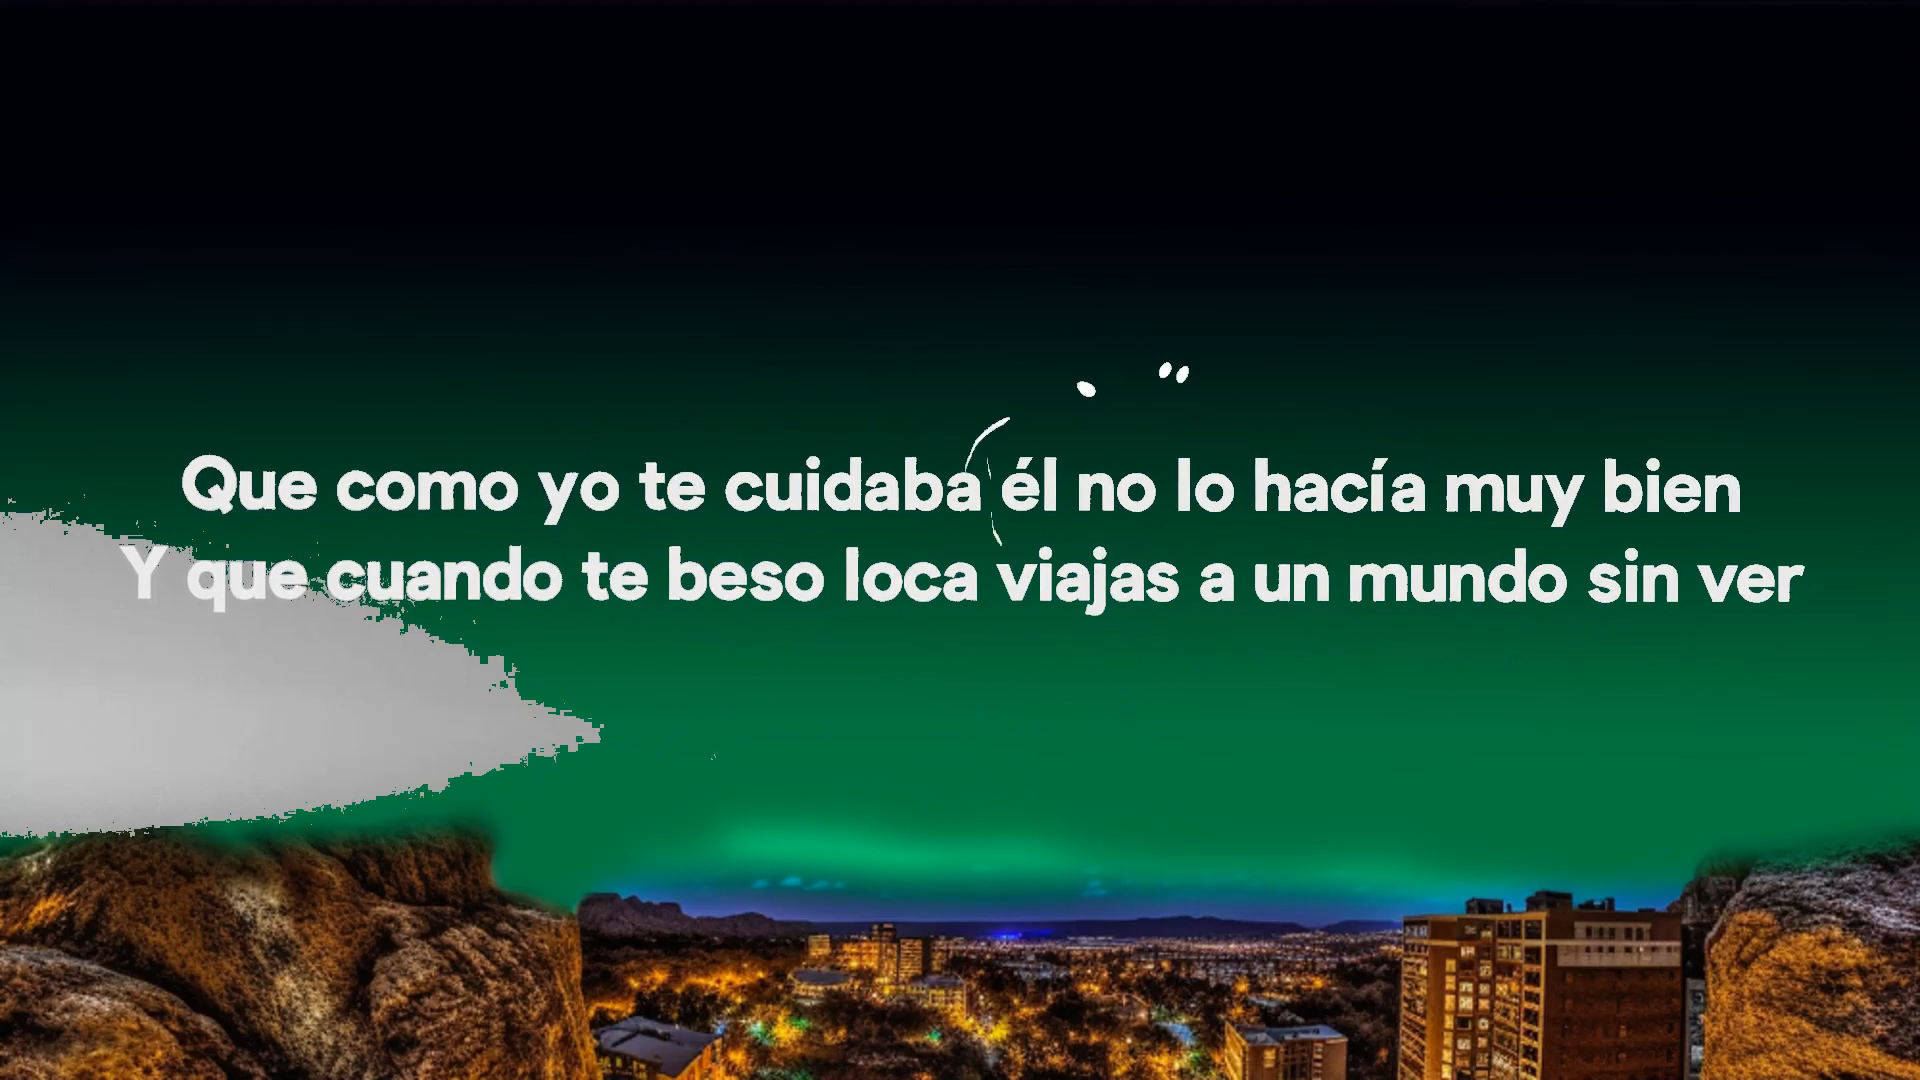 Que como yo te cuidaba él no lo hacía muy bien
Y que cuando te beso loca viajas a un mundo sin ver